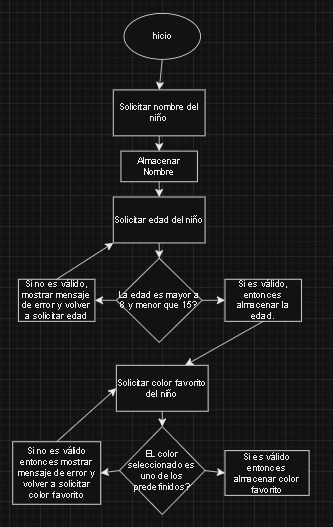 Inicio
Solicitar nombre del
niño
Almacenar
Nombre
Solicitar edad del niño
Si no es válido,
mostrar mensaje
de error y volver
a solicitar edad
La edad es mayor a
8 y menor que 15?
Si es válido,
entonces
almacenar la
edad.
Solicitar color favorito
del niño
Si no es válido
entonces mostrar
mensaje de error y
volver a solicitar
color favorito
EL color
seleccionado es
uno de los
predefinidos?
Si es válido
entonces
almacenar color
favorito